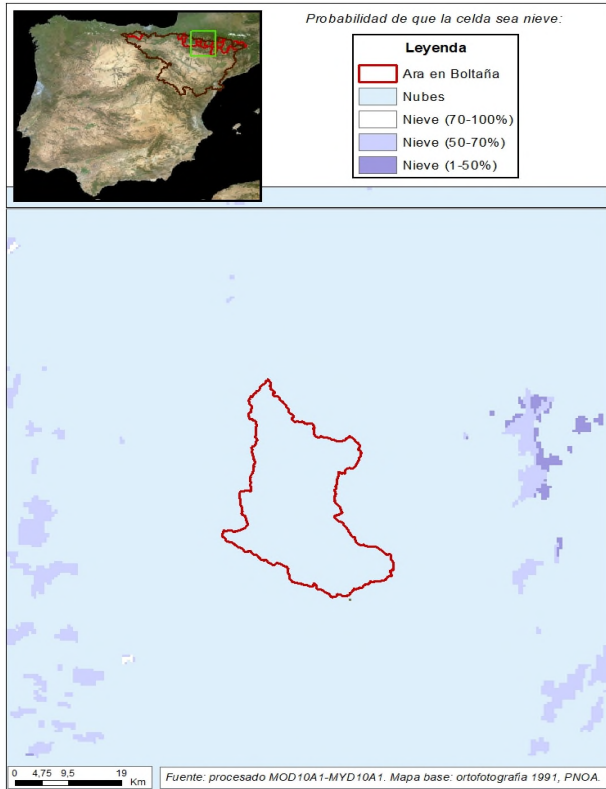 Probabilidad de que la celda sea nieve:
Leyenda
Ara en Boltaña
Nubes
Nieve (70-100%)
Nieve (50-70%)
Nieve (1-50%)
0 4,75 9,5 19
Km
Fuente: procesado MOD10A1-MYD10A1. Mapa base: ortofotografia 1991, PNOA.